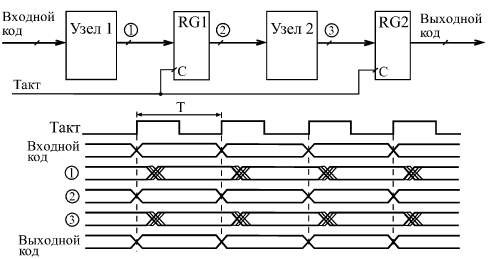 Входной код
Узел 1
1
RG1
2
Узел 2
3
RG2
Выходной код
C
C
Такт
T
Такт
Входной код
1
2
3
Выходной код